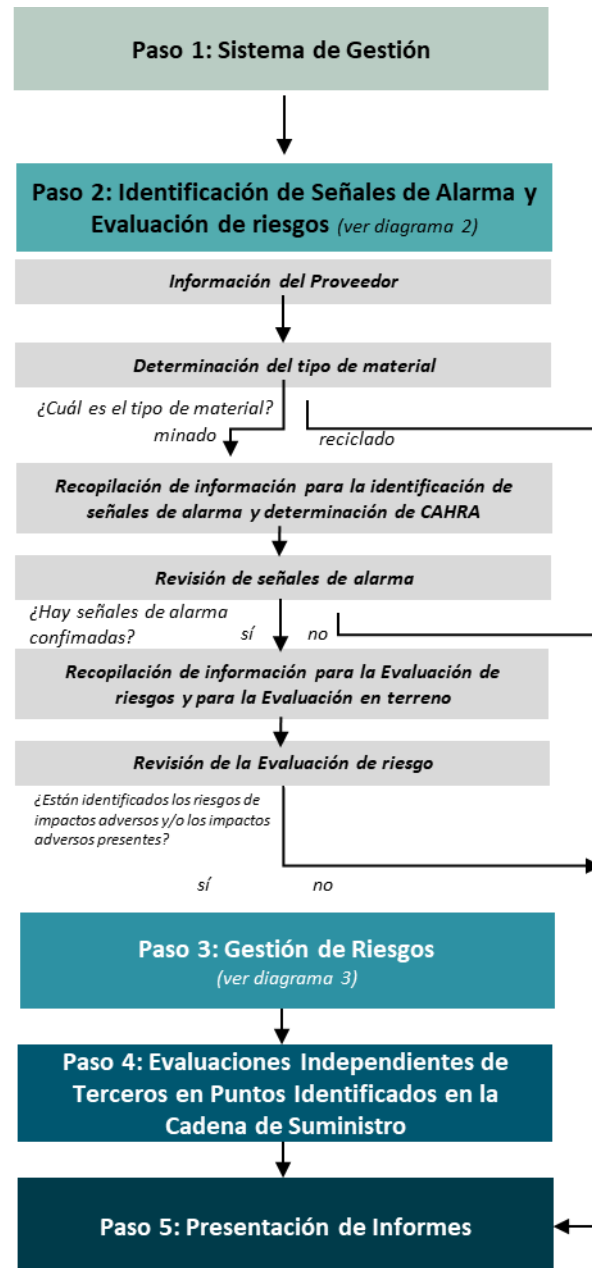 Paso 1: Sistema de Gestión
Paso 2: Identificación de Señales de Alarma y
Evaluación de riesgos (ver diagrama 2)
Información del Proveedor
Determinación del tipo de material
¿Cuál es el tipo de material?
minado
reciclado
Recopilación de información para la identificación de
señales de alarma y determinación de CAHRA
Revisión de señales de alarma
¿Hay señales de alarma
confimadas?
sí
no
Recopilación de información para la Evaluación de
riesgos y para la Evaluación en terreno
Revisión de la Evaluación de riesgo
¿Están identificados los riesgos de
impactos adversos y/o los impactos
adversos presentes?
sí
no
Paso 3: Gestión de Riesgos
(ver diagrama 3)
Paso 4: Evaluaciones Independientes de
Terceros en Puntos Identificados en la
Cadena de Suministro
Paso 5: Presentación de Informes